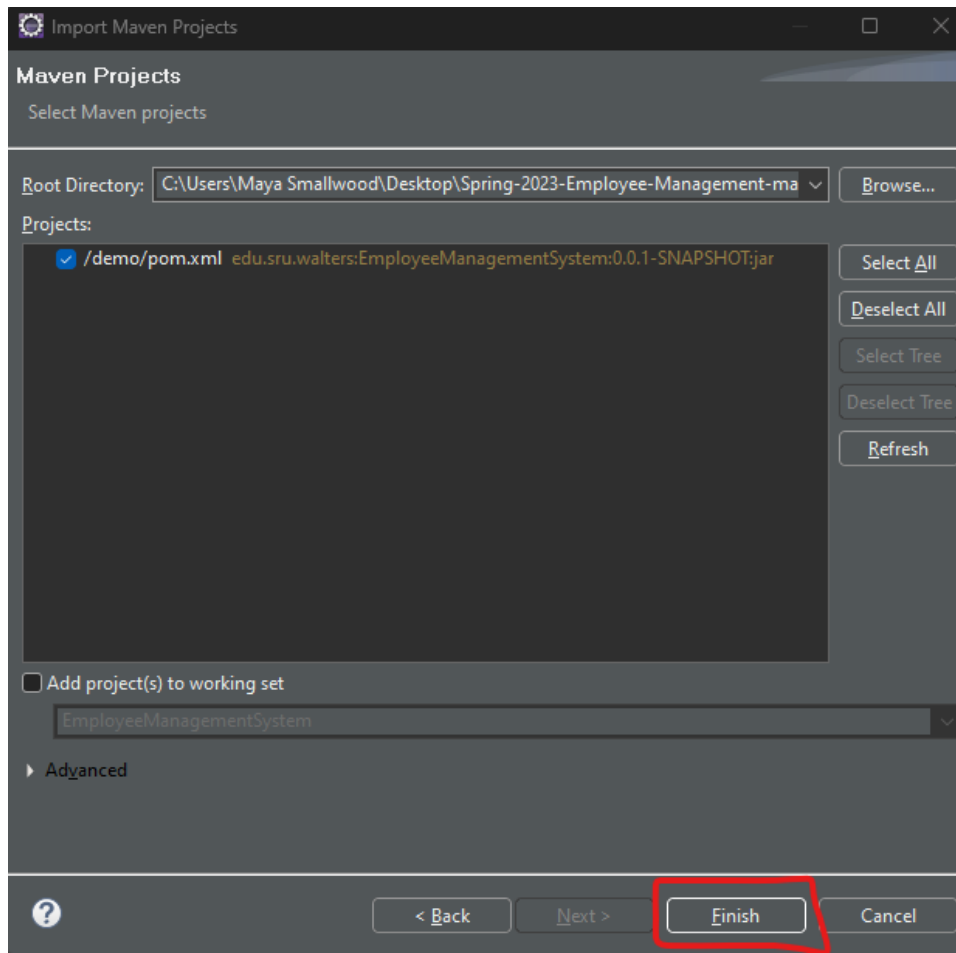 Import Maven Projects
Maven Projects
Select Maven projects
Root Directory: C:\Users\Maya Smallwood\Desktop\Spring-2023-Employee-Management-ma Browse...
Projects:
/demo/pom.xml edu.sru.walters:EmployeeManagementSystem:0.0.1-SNAPSHOT:jar
Select All
Deselect All
Select Tree
Deselect Tree
Refresh
Add project(s) to working set
EmployeeManagementSystem
Advanced
? < Back Next > Finish Cancel